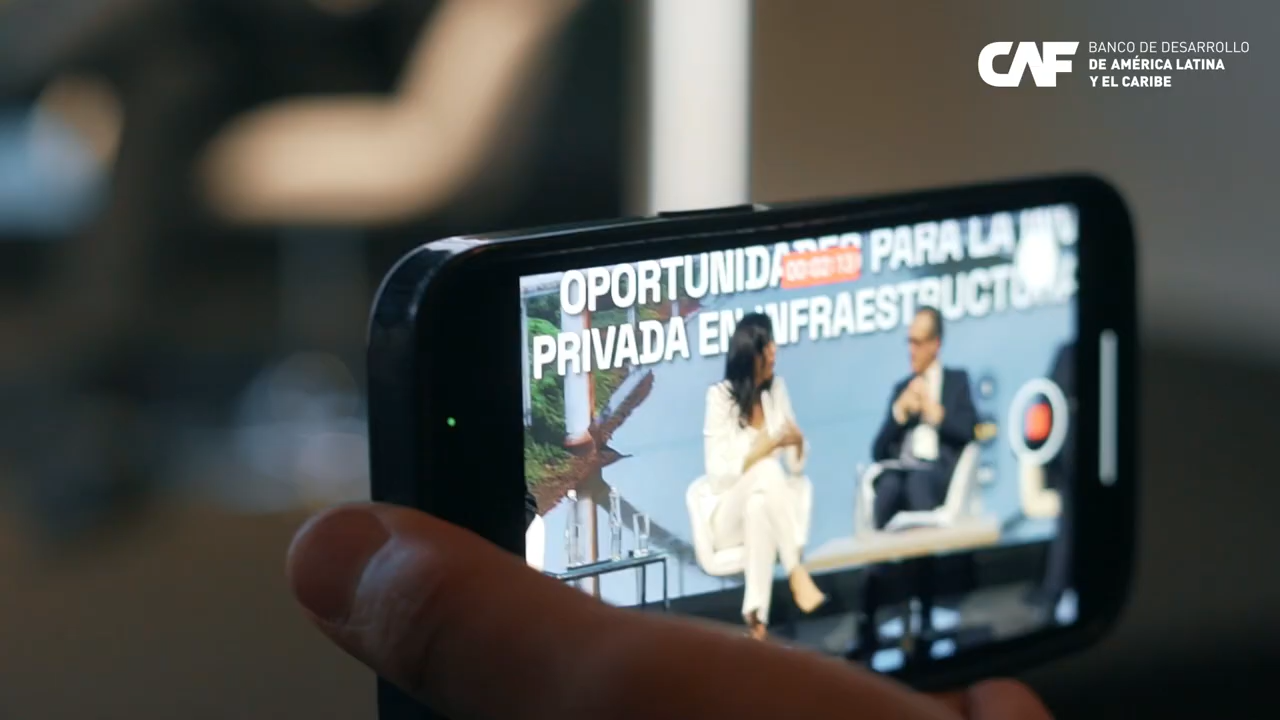 CAF
BANCO DE DESARROLLO
DE AMÉRICA LATINA
Y EL CARIBE
OPORTUNIDADES PARA LA
00:02:13
PRIVADA EN INFRAESTRUCTURA